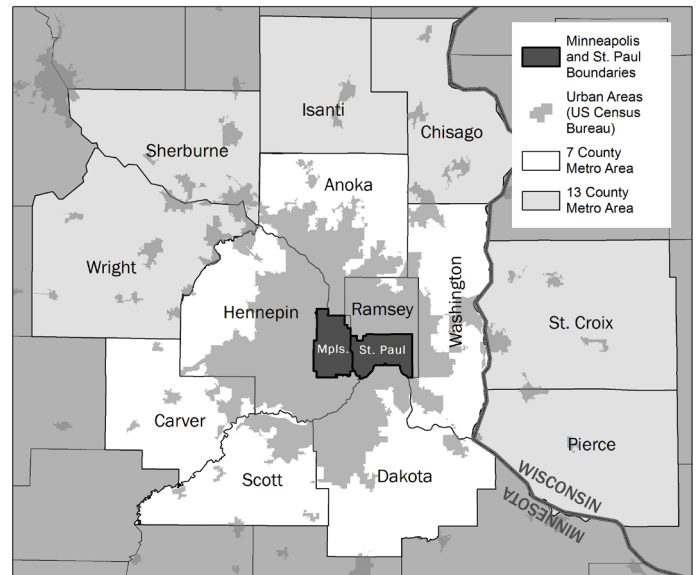 Minneapolis
and St. Paul
Boundaries
Urban Areas
(US Census
Bureau)
7 County
Metro Area
13 County
Metro Area
Isanti
Chisago
Sherburne
Anoka
Wright
Hennepin
Ramsey
Washington
St. Croix
Mpls.
St. Paul
Carver
Scott
Dakota
Pierce
WISCONSIN
MINNESOTA